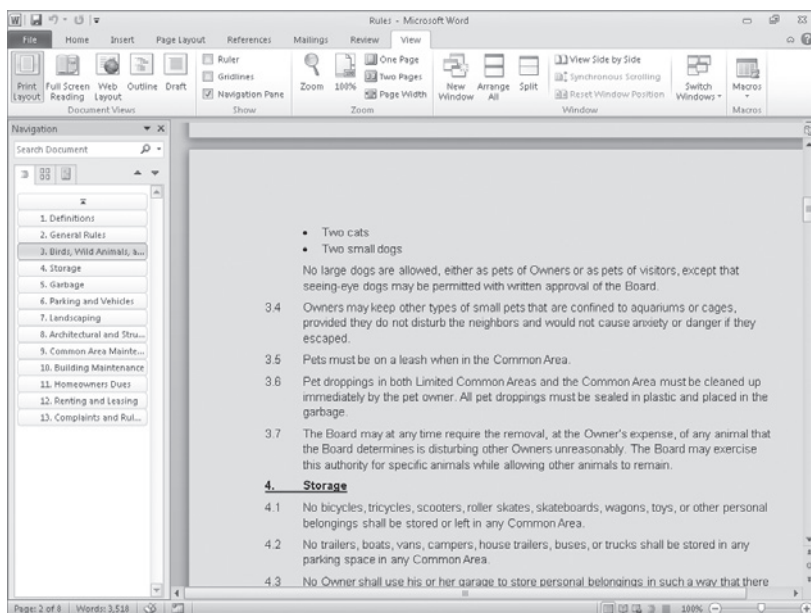 Rules - Microsoft Word
File Home Insert Page Layout References Mailings Review View
Print Layout
Full Screen Reading
Web Layout
Outline
Draft
Document Views
Ruler
Gridlines
Navigation Pane
Show
Zoom
100%
One Page
Two Pages
Page Width
Zoom
New Window
Arrange All
Split
View Side by Side
Synchronous Scrolling
Reset Window Position
Window
Switch Windows
Macros
Macros
Navigation
Search Document
1. Definitions
2. General Rules
3. Birds, Wild Animals, a...
4. Storage
5. Garbage
6. Parking and Vehicles
7. Landscaping
8. Architectural and Stru...
9. Common Area Mainte...
10. Building Maintenance
11. Homeowners Dues
12. Renting and Leasing
13. Complaints and Rul...
• Two cats
• Two small dogs
No large dogs are allowed, either as pets of Owners or as pets of visitors, except that
seeing-eye dogs may be permitted with written approval of the Board.
3.4 Owners may keep other types of small pets that are confined to aquariums or cages,
provided they do not disturb the neighbors and would not cause anxiety or danger if they
escaped.
3.5 Pets must be on a leash when in the Common Area.
3.6 Pet droppings in both Limited Common Areas and the Common Area must be cleaned up
immediately by the pet owner. All pet droppings must be sealed in plastic and placed in the
garbage.
3.7 The Board may at any time require the removal, at the Owner's expense, of any animal that
the Board determines is disturbing other Owners unreasonably. The Board may exercise
this authority for specific animals while allowing other animals to remain.
4. Storage
4.1 No bicycles, tricycles, scooters, roller skates, skateboards, wagons, toys, or other personal
belongings shall be stored or left in any Common Area.
4.2 No trailers, boats, vans, campers, house trailers, buses, or trucks shall be stored in any
parking space in any Common Area.
4.3 No Owner shall use his or her garage to store personal belongings in such a way that there
Page: 2 of 8 Words: 3,518 100%